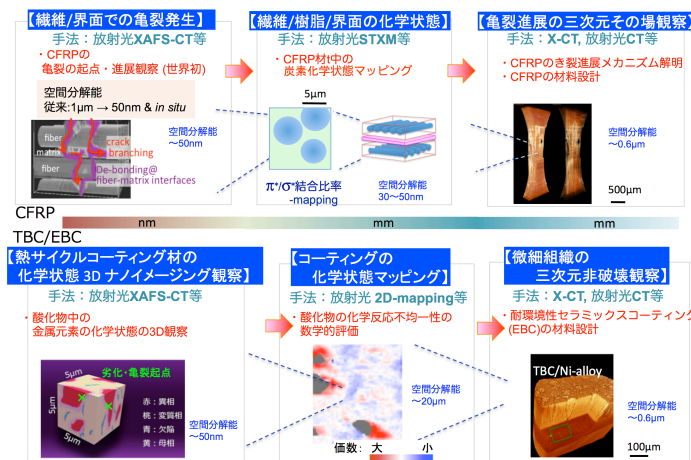 【繊維/界面での亀裂発生】
手法：放射光XAFS-CT等
・CFRPの
亀裂の起点・進展観察 (世界初)
空間分解能
従来:1μm → 50nm & in situ
fiber
matrix
fiber
crack
branching
De-bonding@
fiber-matrix interfaces
空間分解能
～50nm
【繊維/樹脂/界面の化学状態】
手法：放射光STXM等
・CFRP材t中の
炭素化学状態マッピング
5μm
π*/σ*結合比率
-mapping
空間分解能
30～50nm
【亀裂進展の三次元その場観察】
手法：X-CT, 放射光CT等
・CFRPのき裂進展メカニズム解明
・CFRPの材料設計
空間分解能
～0.6μm
500μm
CFRP
nm
mm
mm
TBC/EBC
【熱サイクルコーティング材の
化学状態 3D ナノイメージング観察】
手法：放射光XAFS-CT等
・酸化物中の
金属元素の化学状態の3D観察
5μm
5μm
5μm
劣化・亀裂起点
赤：異相
桃：変質相
青：欠陥
黄：母相
空間分解能
～50nm
【コーティングの
化学状態マッピング】
手法：放射光 2D-mapping等
・酸化物の化学反応不均一性の
数学的評価
空間分解能
～20μm
価数： 大 小
【微細組織の
三次元非破壊観察】
手法：X-CT, 放射光CT等
・耐環境性セラミックスコーティング
(EBC)の材料設計
TBC/Ni-alloy
空間分解能
～0.6μm
100μm